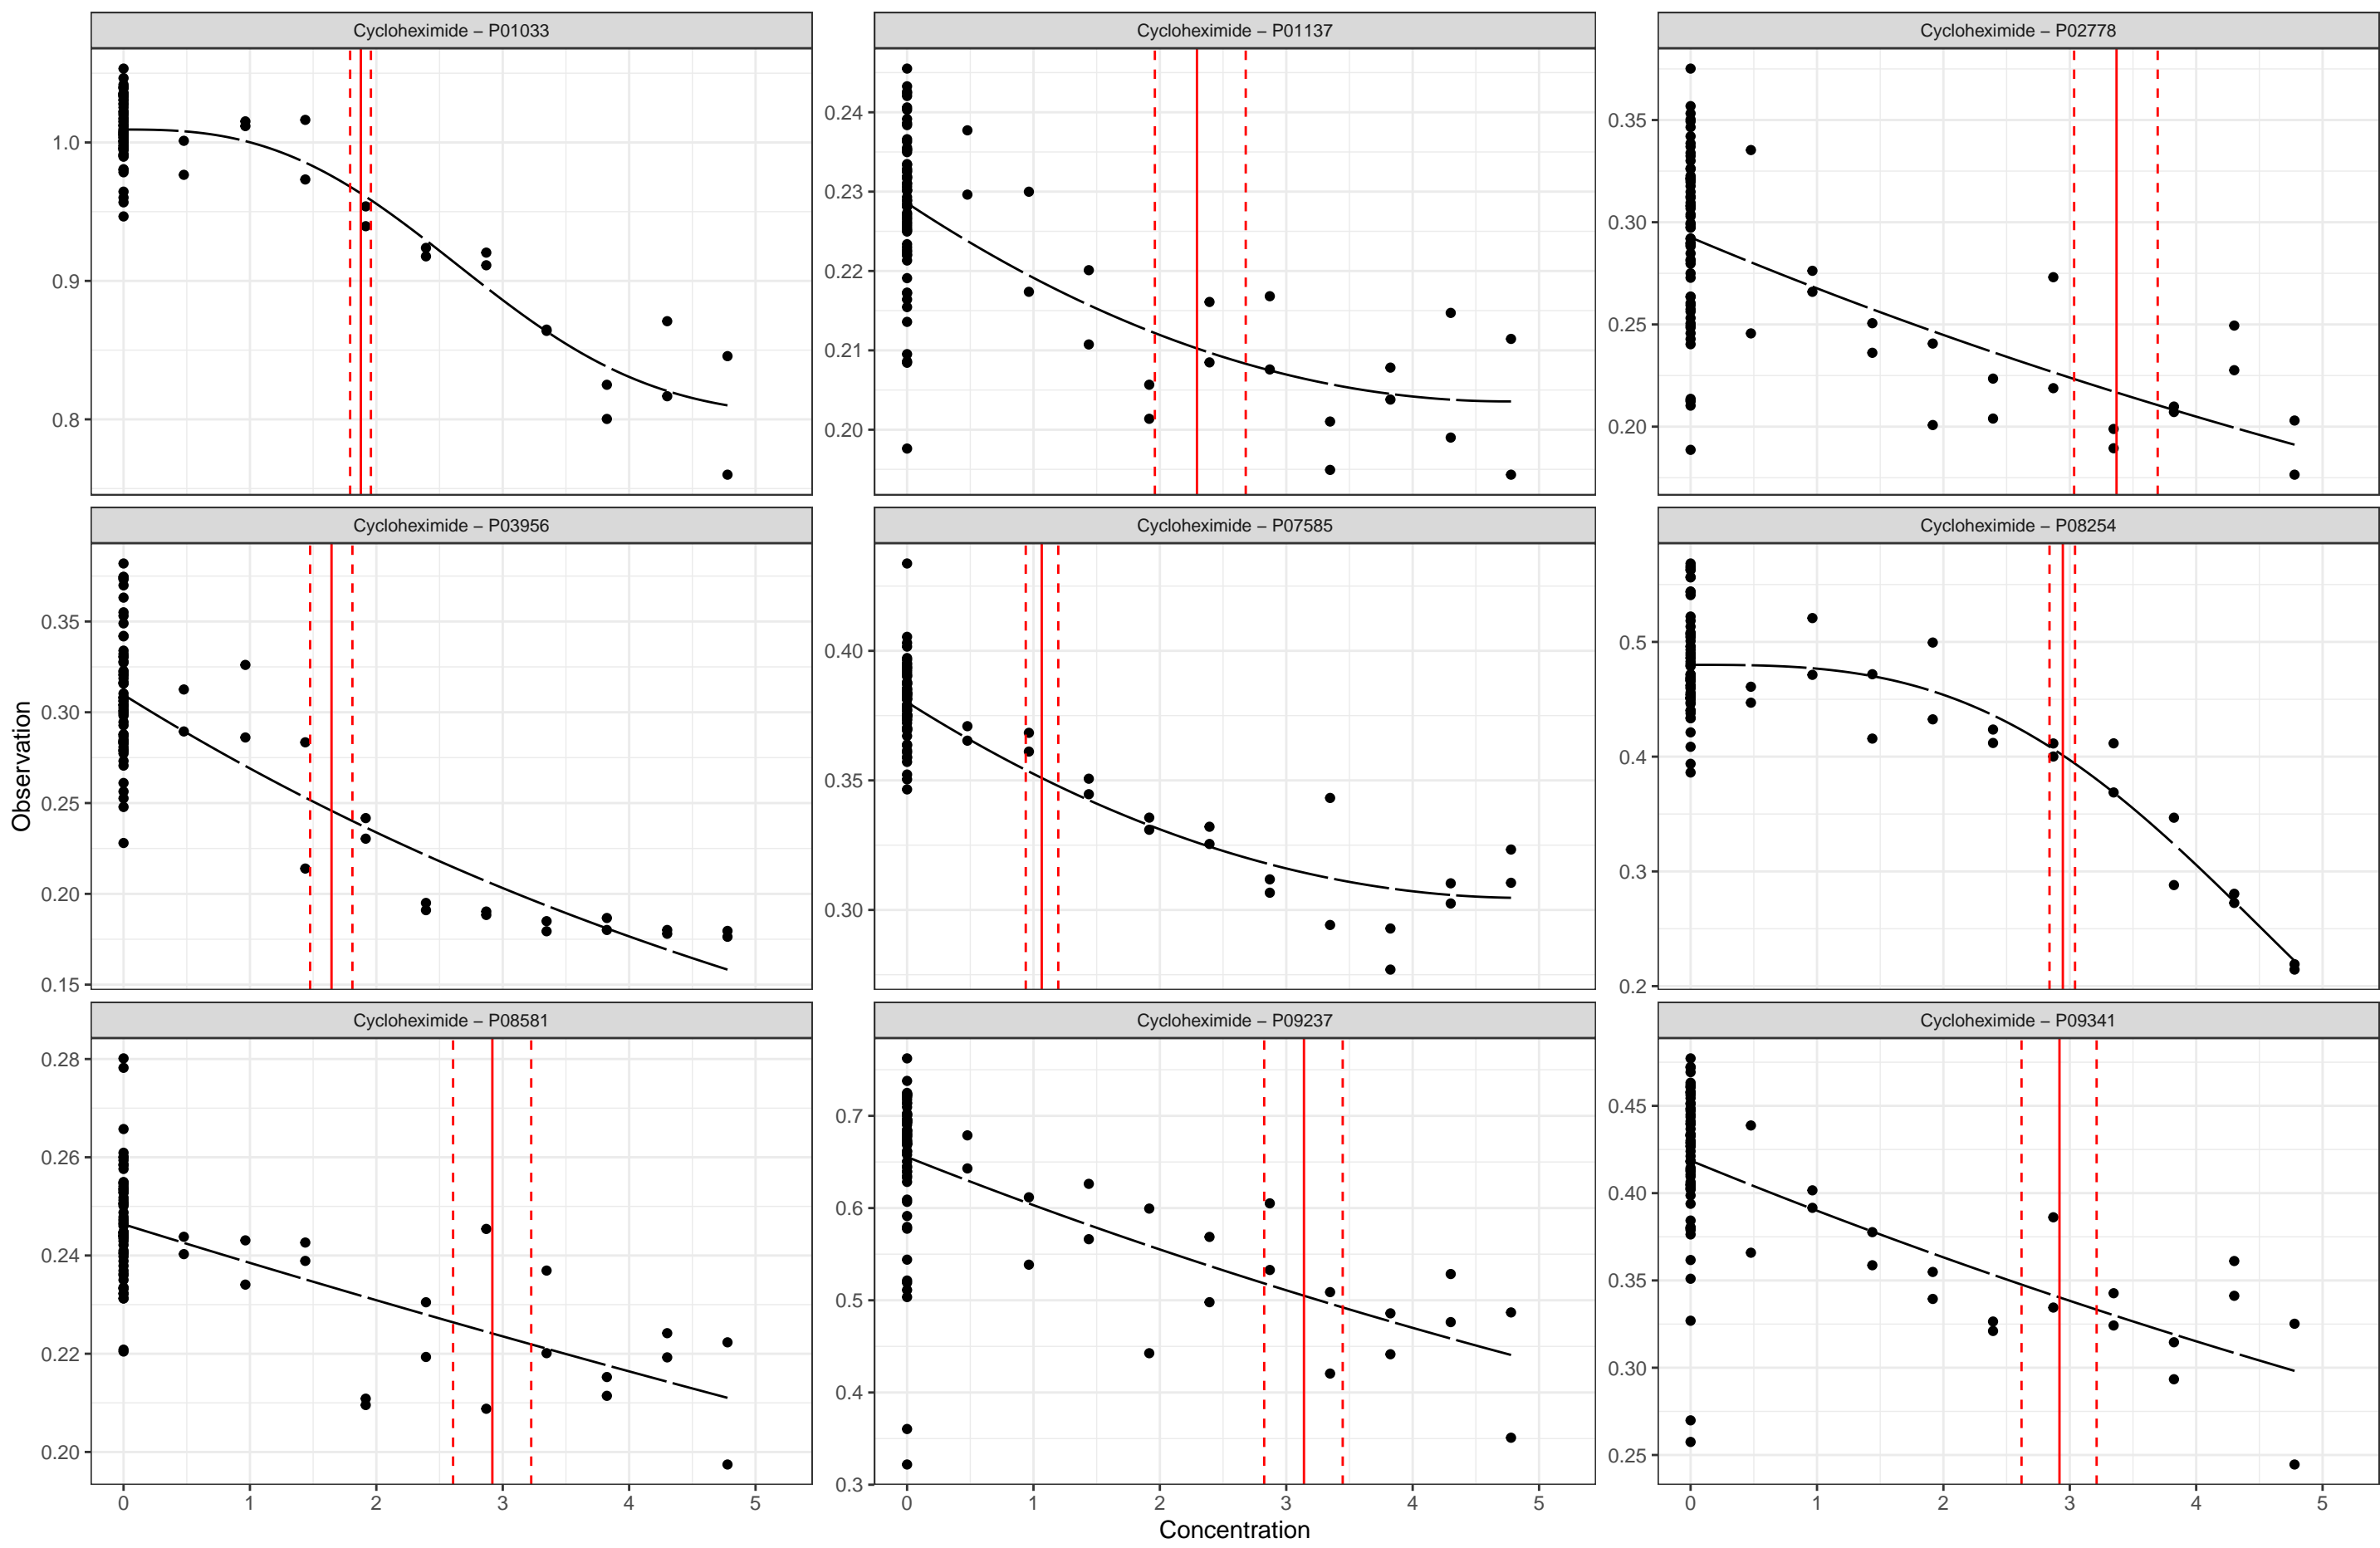 Cycloheximide – P01033
Cycloheximide – P01137
Cycloheximide – P02778
1.0
0.9
0.8
0.24
0.23
0.22
0.21
0.20
0.35
0.30
0.25
0.20
Cycloheximide – P03956
Cycloheximide – P07585
Cycloheximide – P08254
Observation
0.35
0.30
0.25
0.20
0.15
0.40
0.35
0.30
0.5
0.4
0.3
0.2
Cycloheximide – P08581
Cycloheximide – P09237
Cycloheximide – P09341
0.28
0.26
0.24
0.22
0.20
0.7
0.6
0.5
0.4
0.3
0.45
0.40
0.35
0.30
0.25
0 1 2 3 4 5
0 1 2 3 4 5
0 1 2 3 4 5
Concentration